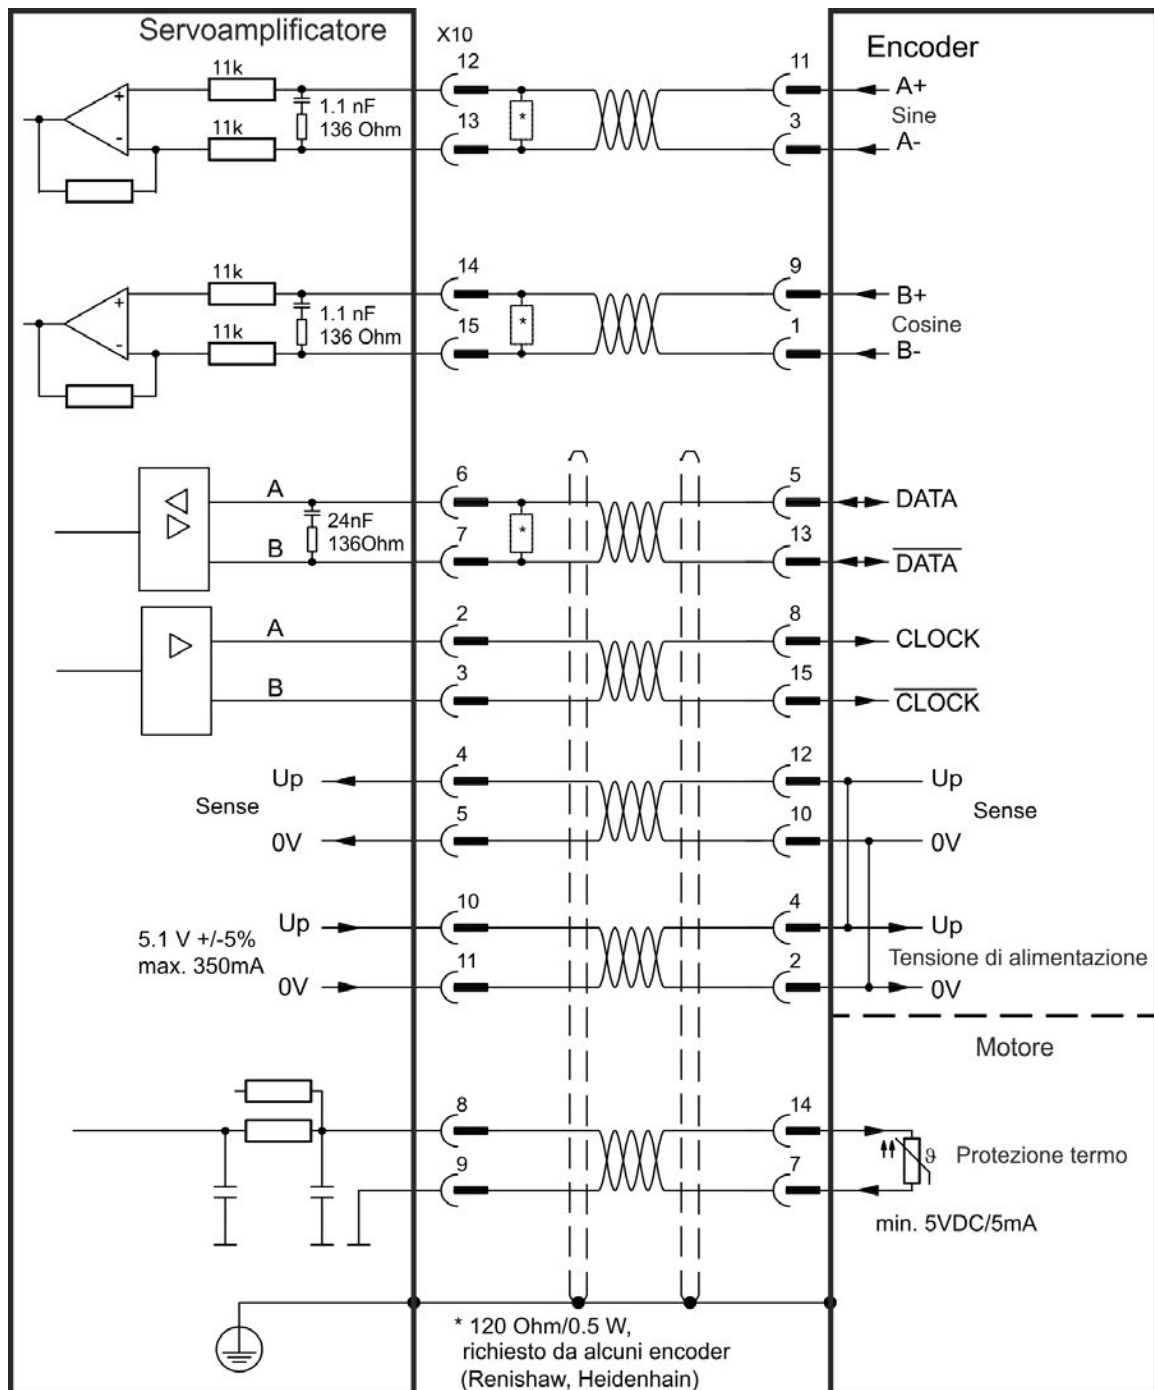 Servoamplificatore
X10
Encoder
11k
12
11
A+
1.1 nF
136 Ohm
*
Sine
11k
13
3
A-
11k
14
9
B+
1.1 nF
136 Ohm
*
Cosine
11k
15
1
B-
A
6
5
DATA
24nF
136Ohm
*
B
7
13
DATA
A
2
8
CLOCK
B
3
15
CLOCK
Up
4
12
Up
Sense
Sense
0V
5
10
0V
Up
10
4
Up
5.1 V +/-5%
max. 350mA
Tensione di alimentazione
0V
11
2
0V
Motore
8
14
ϑ
Protezione termo
9
7
min. 5VDC/5mA
* 120 Ohm/0.5 W,
richiesto da alcuni encoder
(Renishaw, Heidenhain)
+
-
+
-